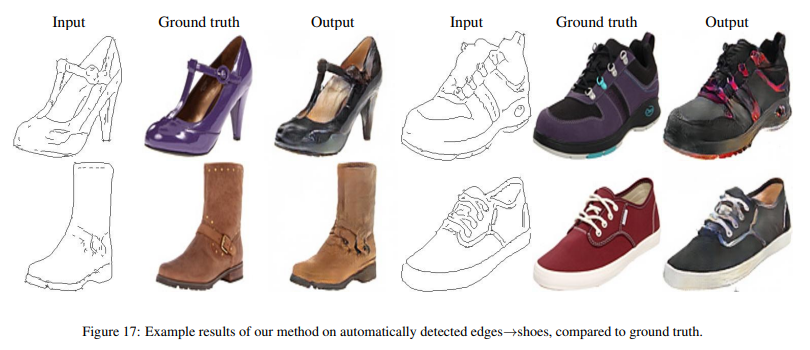 Input Ground truth Output Input Ground truth Output
Figure 17: Example results of our method on automatically detected edges→shoes, compared to ground truth.